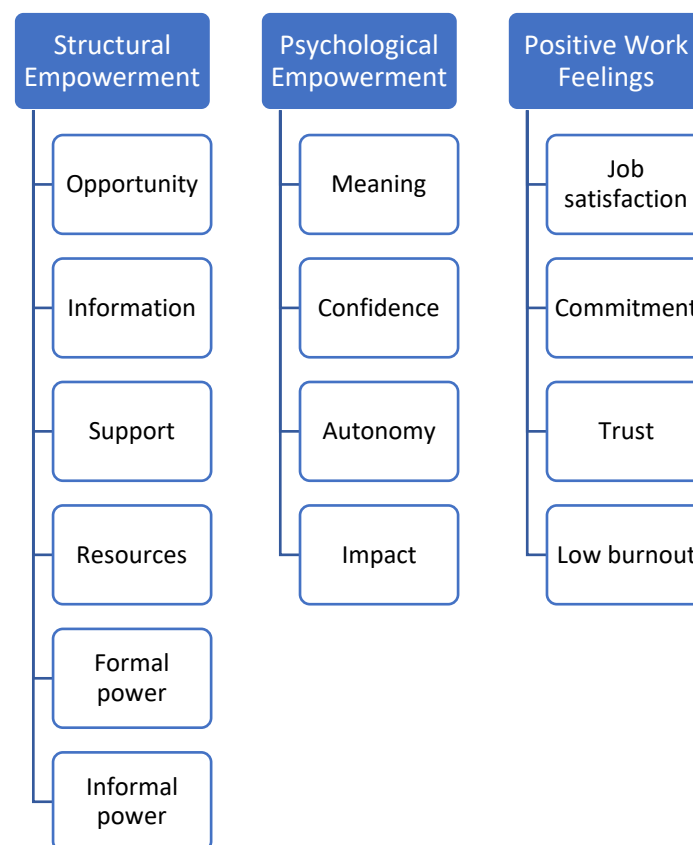 Structural
Empowerment
Opportunity
Information
Support
Resources
Formal
power
Informal
power
Psychological
Empowerment
Meaning
Confidence
Autonomy
Impact
Positive Work
Feelings
Job
satisfaction
Commitment
Trust
Low burnout